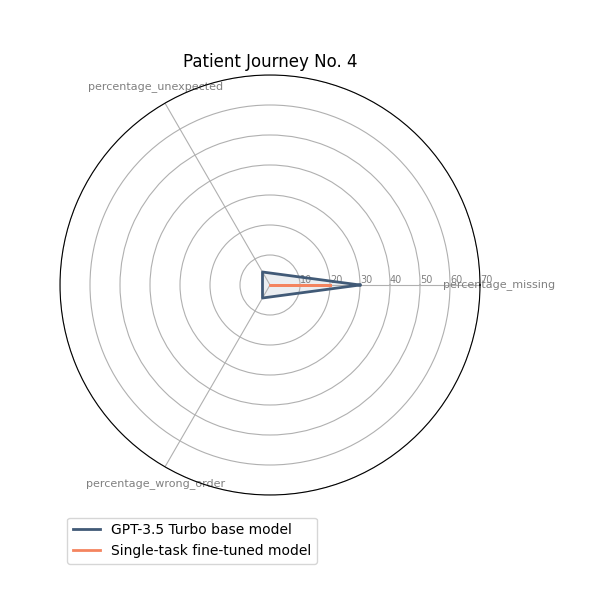 Patient Journey No. 4
percentage_unexpected
10 20 30 40 50 60 70
percentage_missing
percentage_wrong_order
GPT-3.5 Turbo base model
Single-task fine-tuned model